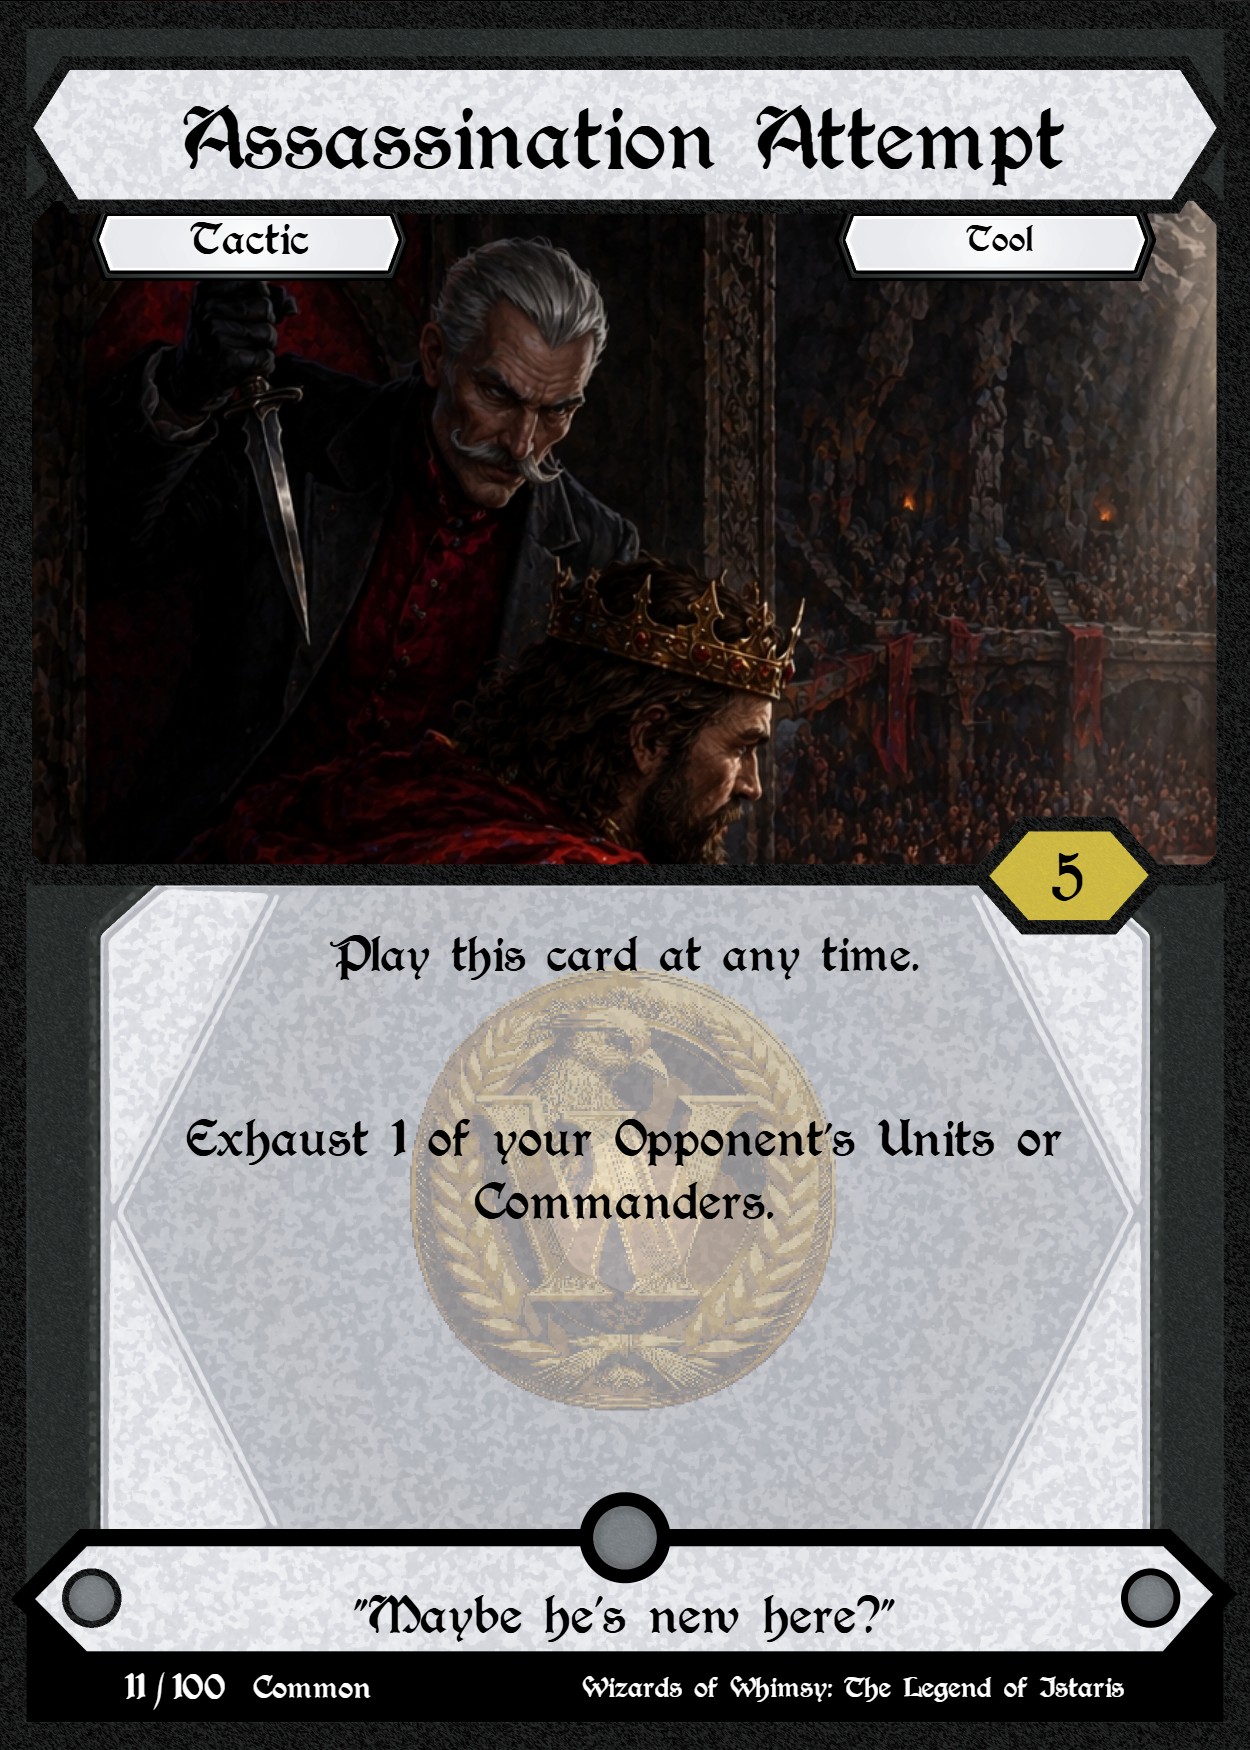 Assassination Attempt
Tactic
Tool
5
Play this card at any time.
W
Exhaust 1 of your Opponent's Units or
Commanders.
"Maybe he's new here?"
11/100 Common
Wizards of Whimsy: The Legend of Istaris